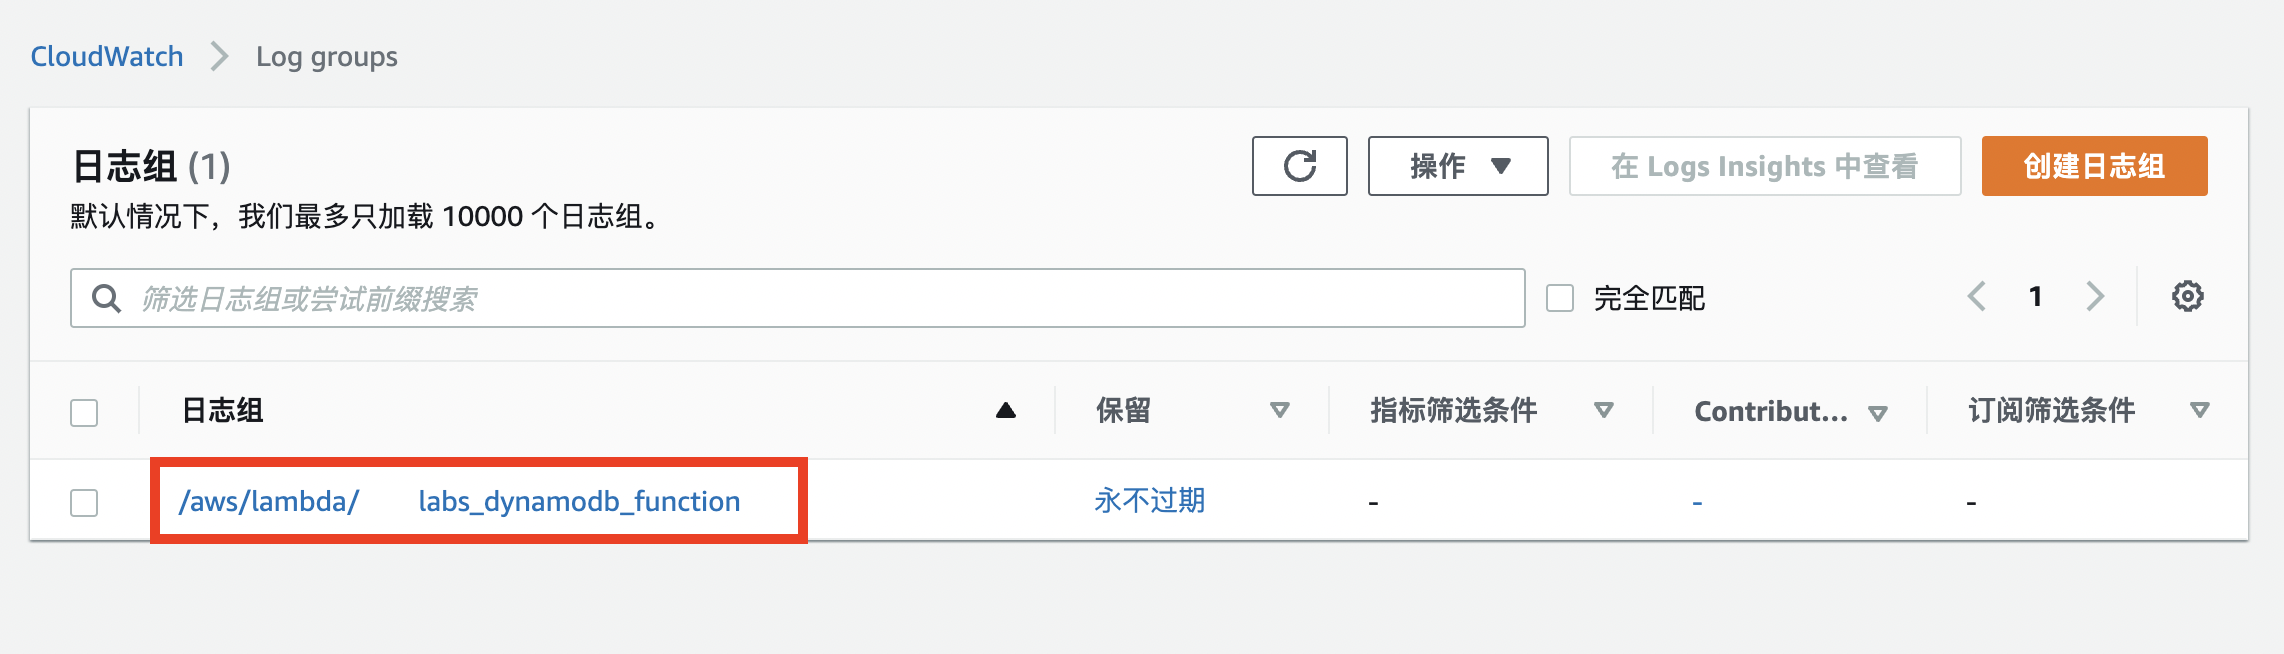 CloudWatch > Log groups
日志组 (1)
操作
在 Logs Insights 中查看
创建日志组
默认情况下，我们最多只加载 10000 个日志组。
筛选日志组或尝试前缀搜索
完全匹配
1
日志组
保留
指标筛选条件
Contribut...
订阅筛选条件
/aws/lambda/ labs_dynamodb_function
永不过期
-
-
-